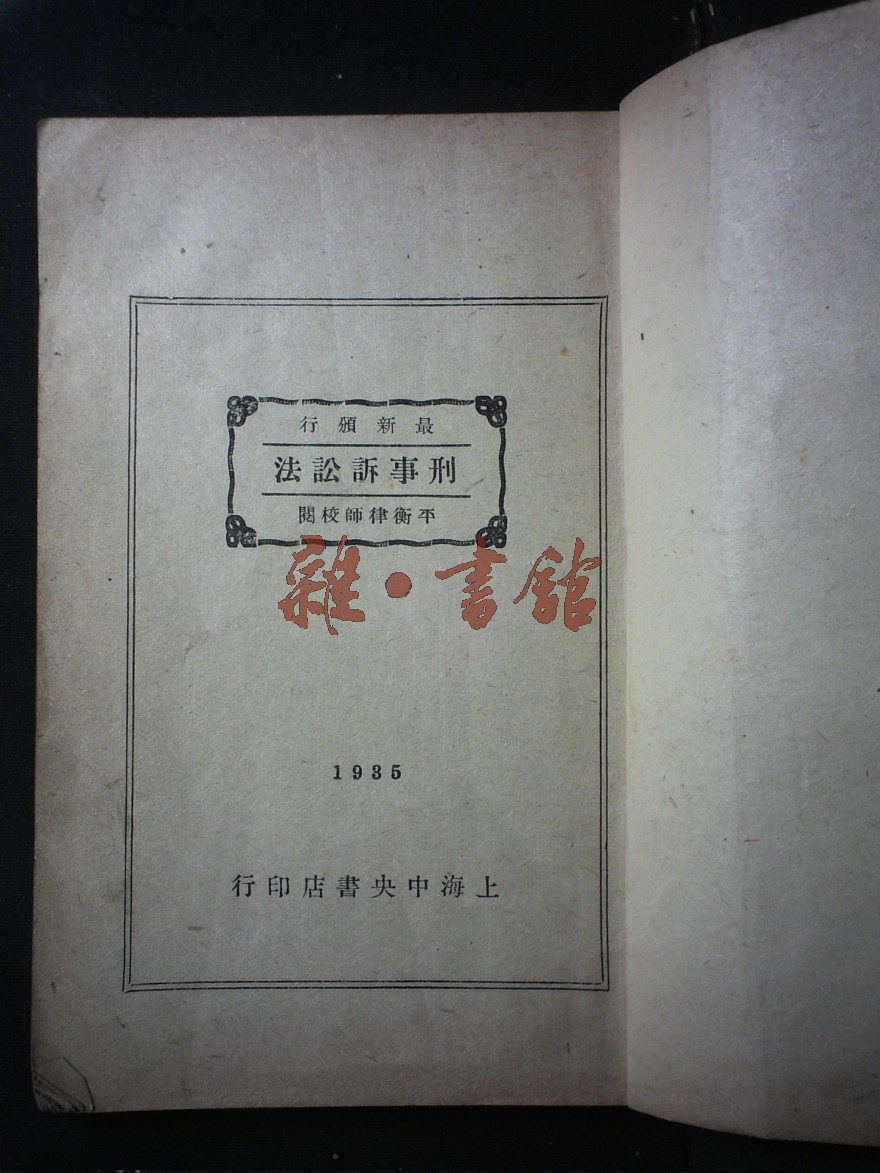 最新頒行
刑事訴訟法
平衡律師校閱
雜·書館
1935
上海中央書店印行